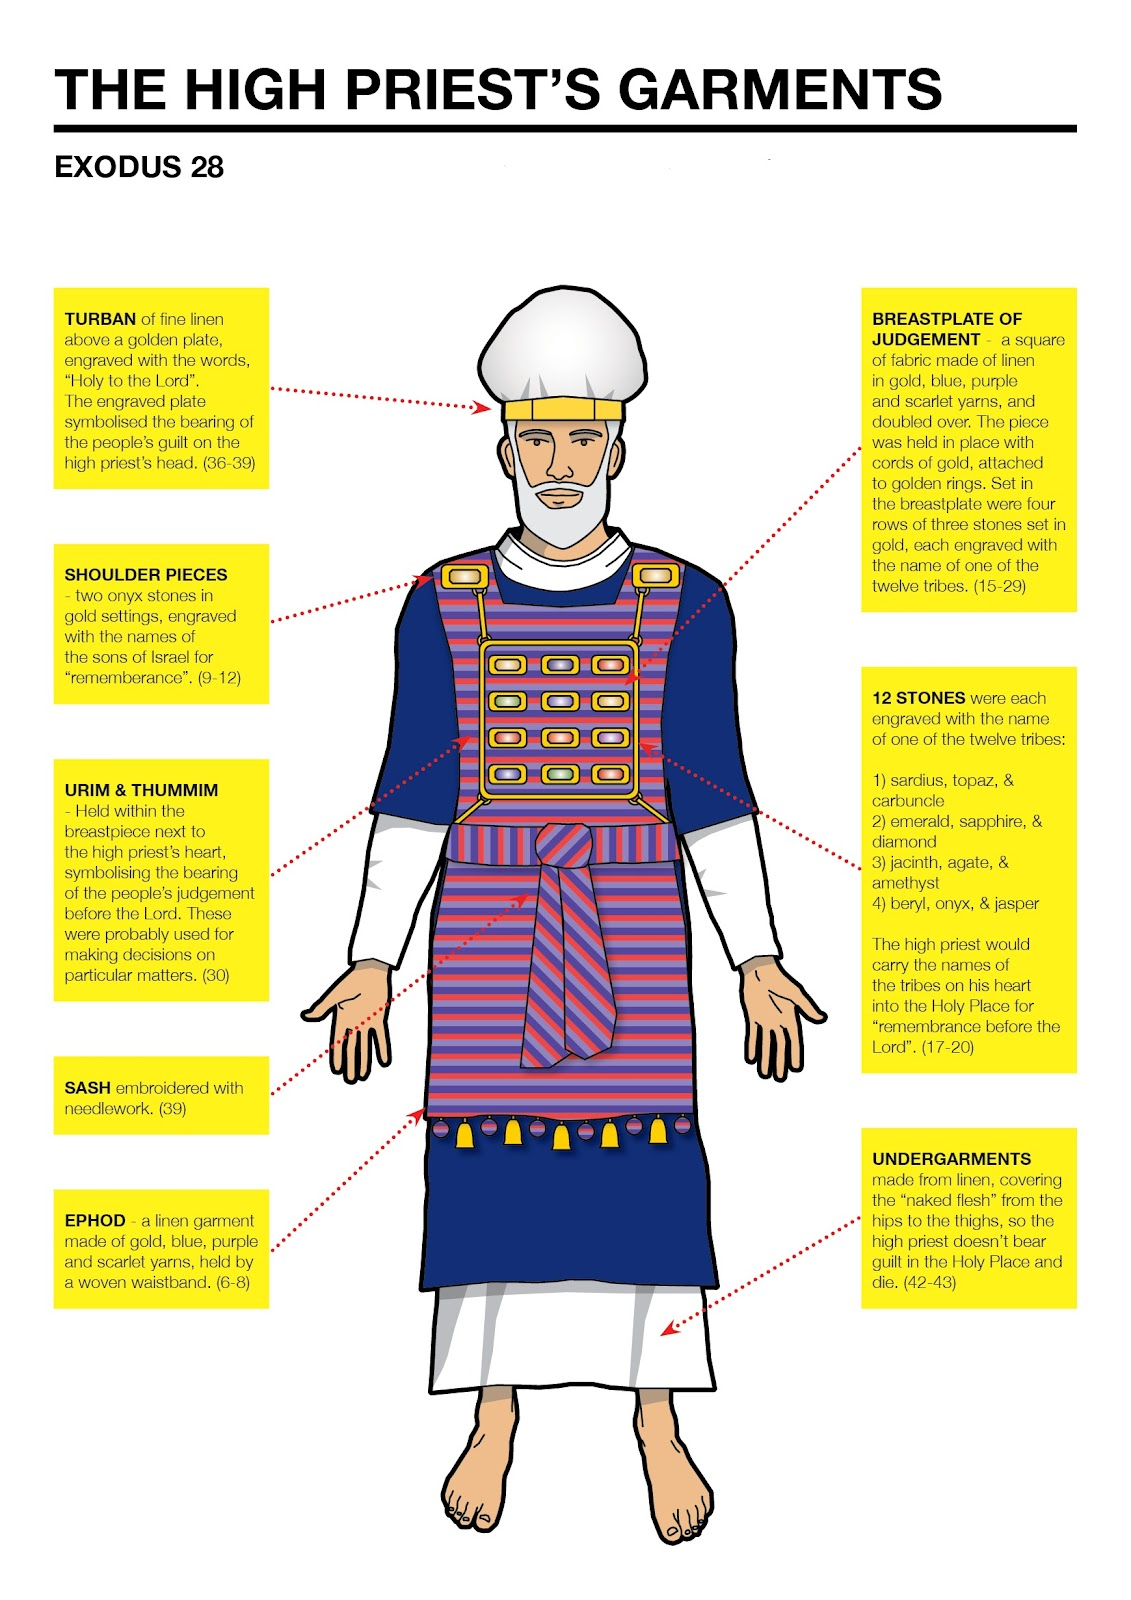 THE HIGH PRIEST'S GARMENTS
EXODUS 28
TURBAN of fine linen
above a golden plate,
engraved with the words,
“Holy to the Lord”.
The engraved plate
symbolised the bearing of
the people's guilt on the
high priest's head. (36-39)
SHOULDER PIECES
- two onyx stones in
gold settings, engraved
with the names of
the sons of Israel for
“rememberance”. (9-12)
URIM & THUMMIM
- Held within the
breastpiece next to
the high priest's heart,
symbolising the bearing
of the people's judgement
before the Lord. These
were probably used for
making decisions on
particular matters. (30)
SASH embroidered with
needlework. (39)
EPHOD - a linen garment
made of gold, blue, purple
and scarlet yarns, held by
a woven waistband. (6-8)
BREASTPLATE OF
JUDGEMENT - a square
of fabric made of linen
in gold, blue, purple
and scarlet yarns, and
doubled over. The piece
was held in place with
cords of gold, attached
to golden rings. Set in
the breastplate were four
rows of three stones set in
gold, each engraved with
the name of one of the
twelve tribes. (15-29)
12 STONES were each
engraved with the name
of one of the twelve tribes:
1) sardius, topaz, &
carbuncle
2) emerald, sapphire, &
diamond
3) jacinth, agate, &
amethyst
4) beryl, onyx, & jasper
The high priest would
carry the names of
the tribes on his heart
into the Holy Place for
“remembrance before the
Lord”. (17-20)
UNDERGARMENTS
made from linen, covering
the “naked flesh” from the
hips to the thighs, so the
high priest doesn't bear
guilt in the Holy Place and
die. (42-43)